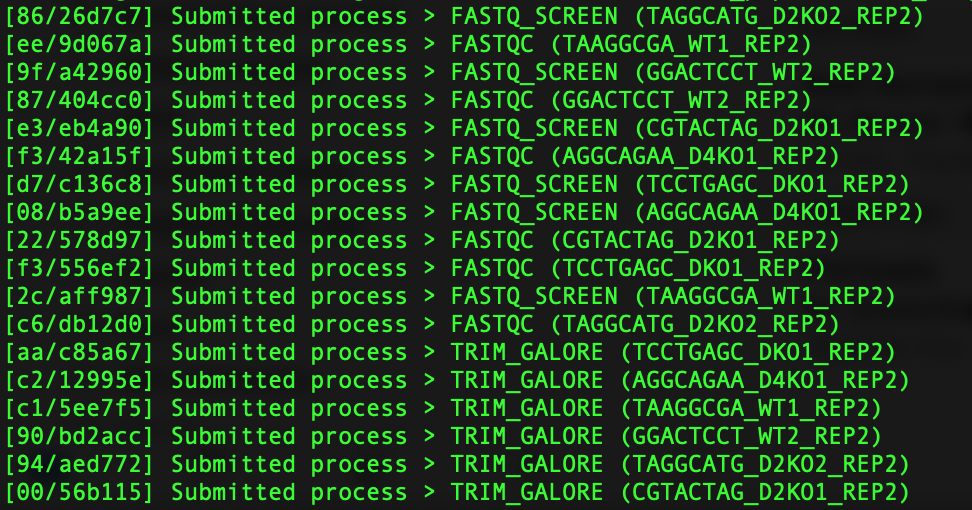 [86/26d7c7] Submitted process > FASTQ_SCREEN (TAGGCATG_D2KO2_REP2)
[ee/9d067a] Submitted process > FASTQC (TAAGGCGA_WT1_REP2)
[9f/a42960] Submitted process > FASTQ_SCREEN (GGACTCCT_WT2_REP2)
[87/404cc0] Submitted process > FASTQC (GGACTCCT_WT2_REP2)
[e3/eb4a90] Submitted process > FASTQ_SCREEN (CGTACTAG_D2KO1_REP2)
[f3/42a15f] Submitted process > FASTQC (AGGCAGAA_D4KO1_REP2)
[d7/c136c8] Submitted process > FASTQ_SCREEN (TCCTGAGC_DKO1_REP2)
[08/b5a9ee] Submitted process > FASTQ_SCREEN (AGGCAGAA_D4KO1_REP2)
[22/578d97] Submitted process > FASTQC (CGTACTAG_D2KO1_REP2)
[f3/556ef2] Submitted process > FASTQC (TCCTGAGC_DKO1_REP2)
[2c/aff987] Submitted process > FASTQ_SCREEN (TAAGGCGA_WT1_REP2)
[c6/db12d0] Submitted process > FASTQC (TAGGCATG_D2KO2_REP2)
[aa/c85a67] Submitted process > TRIM_GALORE (TCCTGAGC_DKO1_REP2)
[c2/12995e] Submitted process > TRIM_GALORE (AGGCAGAA_D4KO1_REP2)
[c1/5ee7f5] Submitted process > TRIM_GALORE (TAAGGCGA_WT1_REP2)
[90/bd2acc] Submitted process > TRIM_GALORE (GGACTCCT_WT2_REP2)
[94/aed772] Submitted process > TRIM_GALORE (TAGGCATG_D2KO2_REP2)
[00/56b115] Submitted process > TRIM_GALORE (CGTACTAG_D2KO1_REP2)